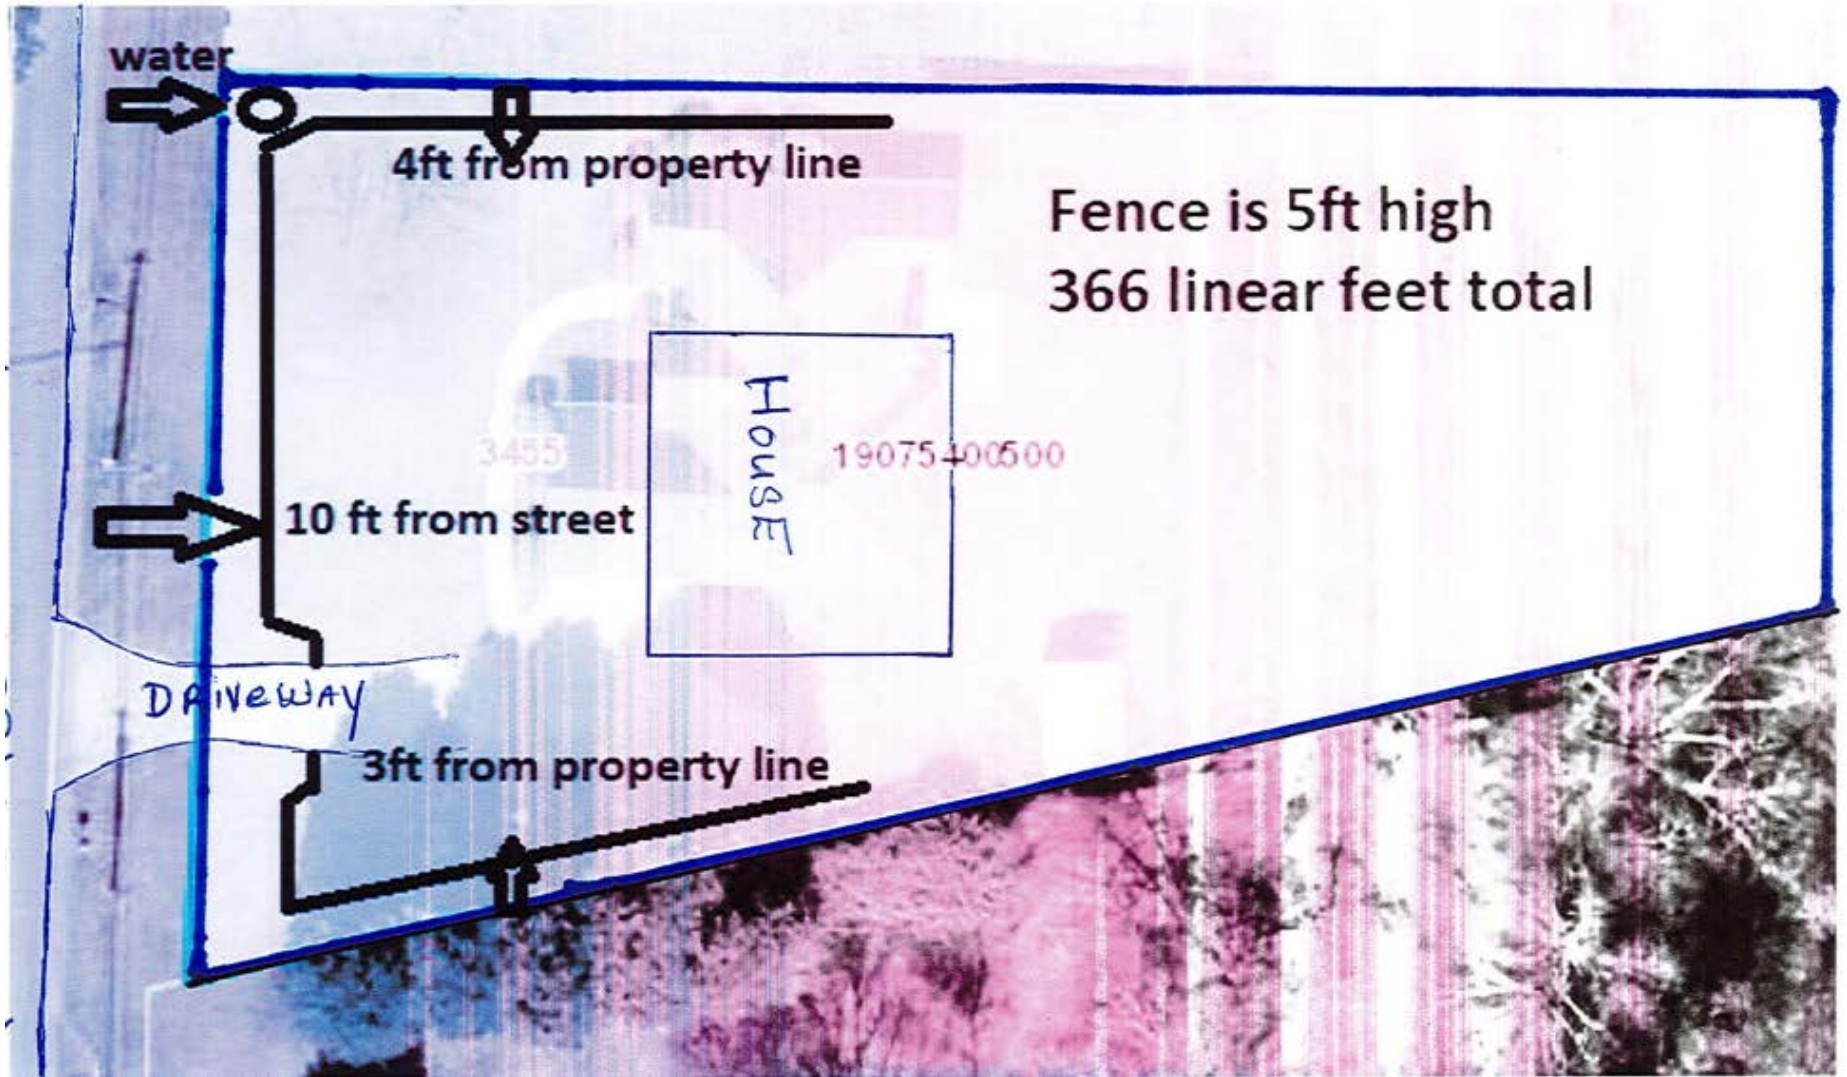 water
4ft from property line
Fence is 5ft high
366 linear feet total
House
3455
19075400500
10 ft from street
DRIVEWAY
3ft from property line